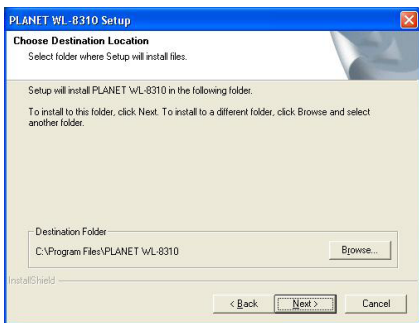 PLANET WL-8310 Setup
Choose Destination Location
Select folder where Setup will install files.
Setup will install PLANET WL-8310 in the following folder.
To install to this folder, click Next. To install to a different folder, click Browse and select
another folder.
Destination Folder
C:\Program Files\PLANET WL-8310
Browse...
InstallShield
< Back
Next >
Cancel